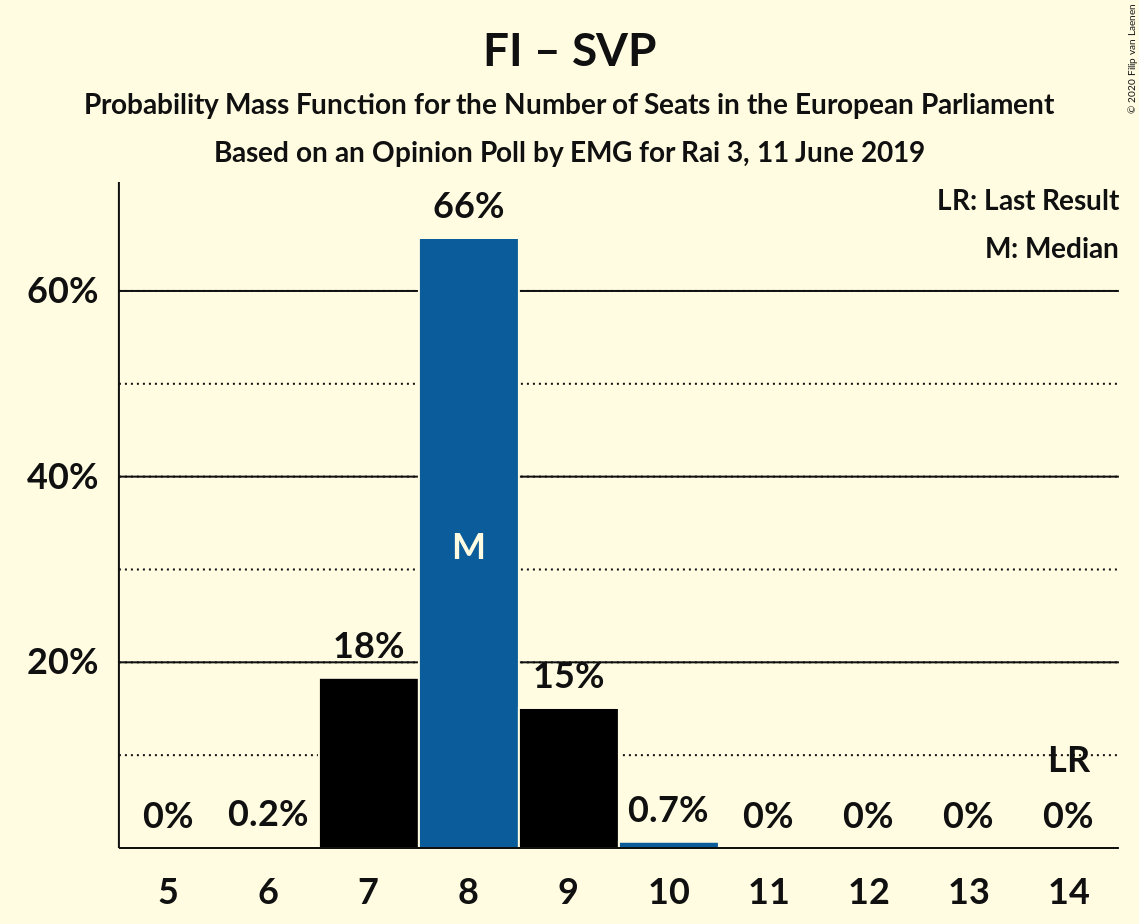 FI – SVP
Probability Mass Function for the Number of Seats in the European Parliament
Based on an Opinion Poll by EMG for Rai 3, 11 June 2019
© 2020 Filip van Laenen
LR: Last Result
M: Median
60%
40%
20%
0%
0.2%
18%
66%
M
15%
0.7%
0%
0%
0%
LR
0%
5 6 7 8 9 10 11 12 13 14